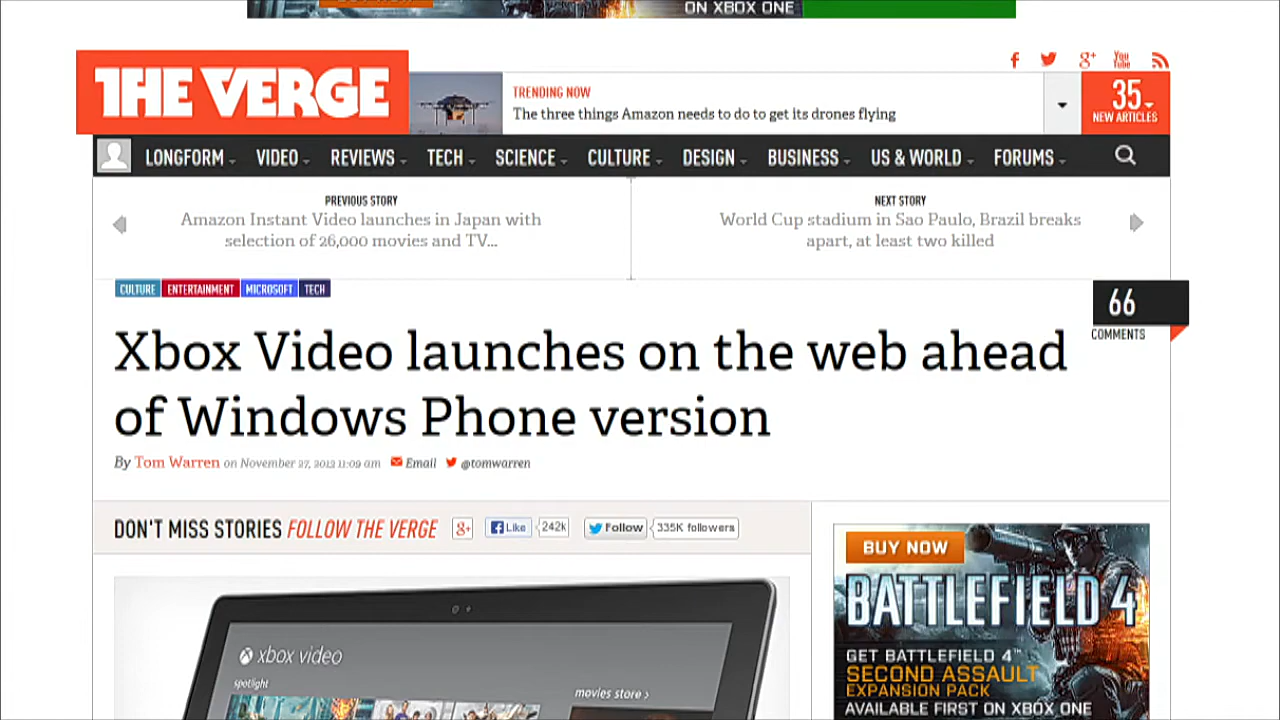 ON XBOX ONE
THE VERGE
TRENDING NOW
The three things Amazon needs to do to get its drones flying
35
NEW ARTICLES
LONGFORM VIDEO REVIEWS TECH SCIENCE CULTURE DESIGN BUSINESS US & WORLD FORUMS
PREVIOUS STORY
Amazon Instant Video launches in Japan with
selection of 26,000 movies and TV...
NEXT STORY
World Cup stadium in Sao Paulo, Brazil breaks
apart, at least two killed
CULTURE ENTERTAINMENT MICROSOFT TECH
66
COMMENTS
Xbox Video launches on the web ahead
of Windows Phone version
By Tom Warren on November 27, 2013 11:09 am Email @tomwarren
DON'T MISS STORIES FOLLOW THE VERGE
g+ Like 242k Follow 335K followers
xbox video
spotlight
movies store >
BUY NOW
BATTLEFIELD 4
GET BATTLEFIELD 4™
SECOND ASSAULT
EXPANSION PACK
AVAILABLE FIRST ON XBOX ONE